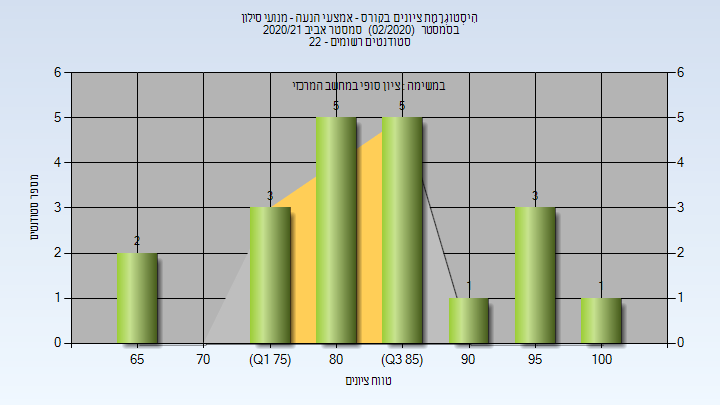 היסטוגרמת ציונים בקורס - אמצעי הנעה - מנועי סילון
בסמסטר (02/2020) סמסטר אביב 2020/21
סטודנטים רשומים - 22
במשימה : ציון סופי במחשב המרכזי
6 6
5 5 5 5
4 4
3 3 3 3
2 2 2
1 1 1 1
0 0
65 70 (Q1 75) 80 (Q3 85) 90 95 100
מספר סטודנטים
טווח ציונים